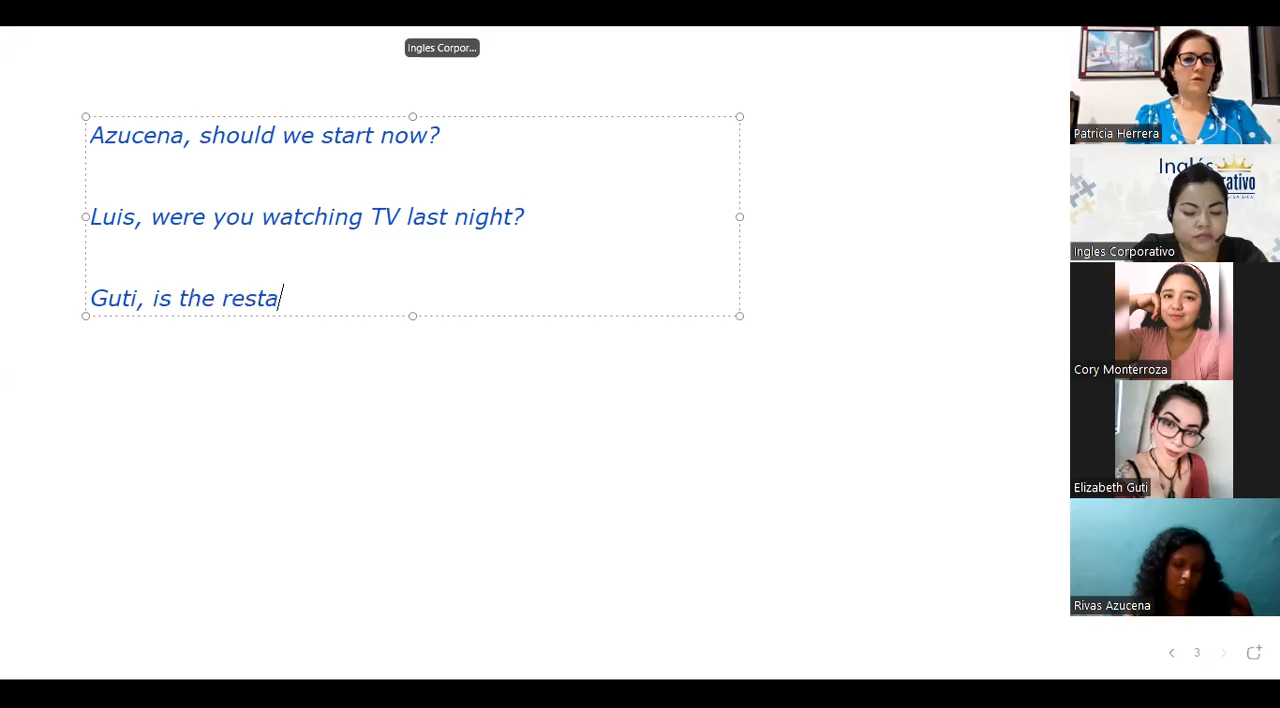 Ingles Corpor...
Azucena, should we start now?
Luis, were you watching TV last night?
Guti, is the resta
Patricia Herrera
Inglés
rativo
Ingles Corporativo
Cory Monterroza
Elizabeth Guti
Rivas Azucena
3